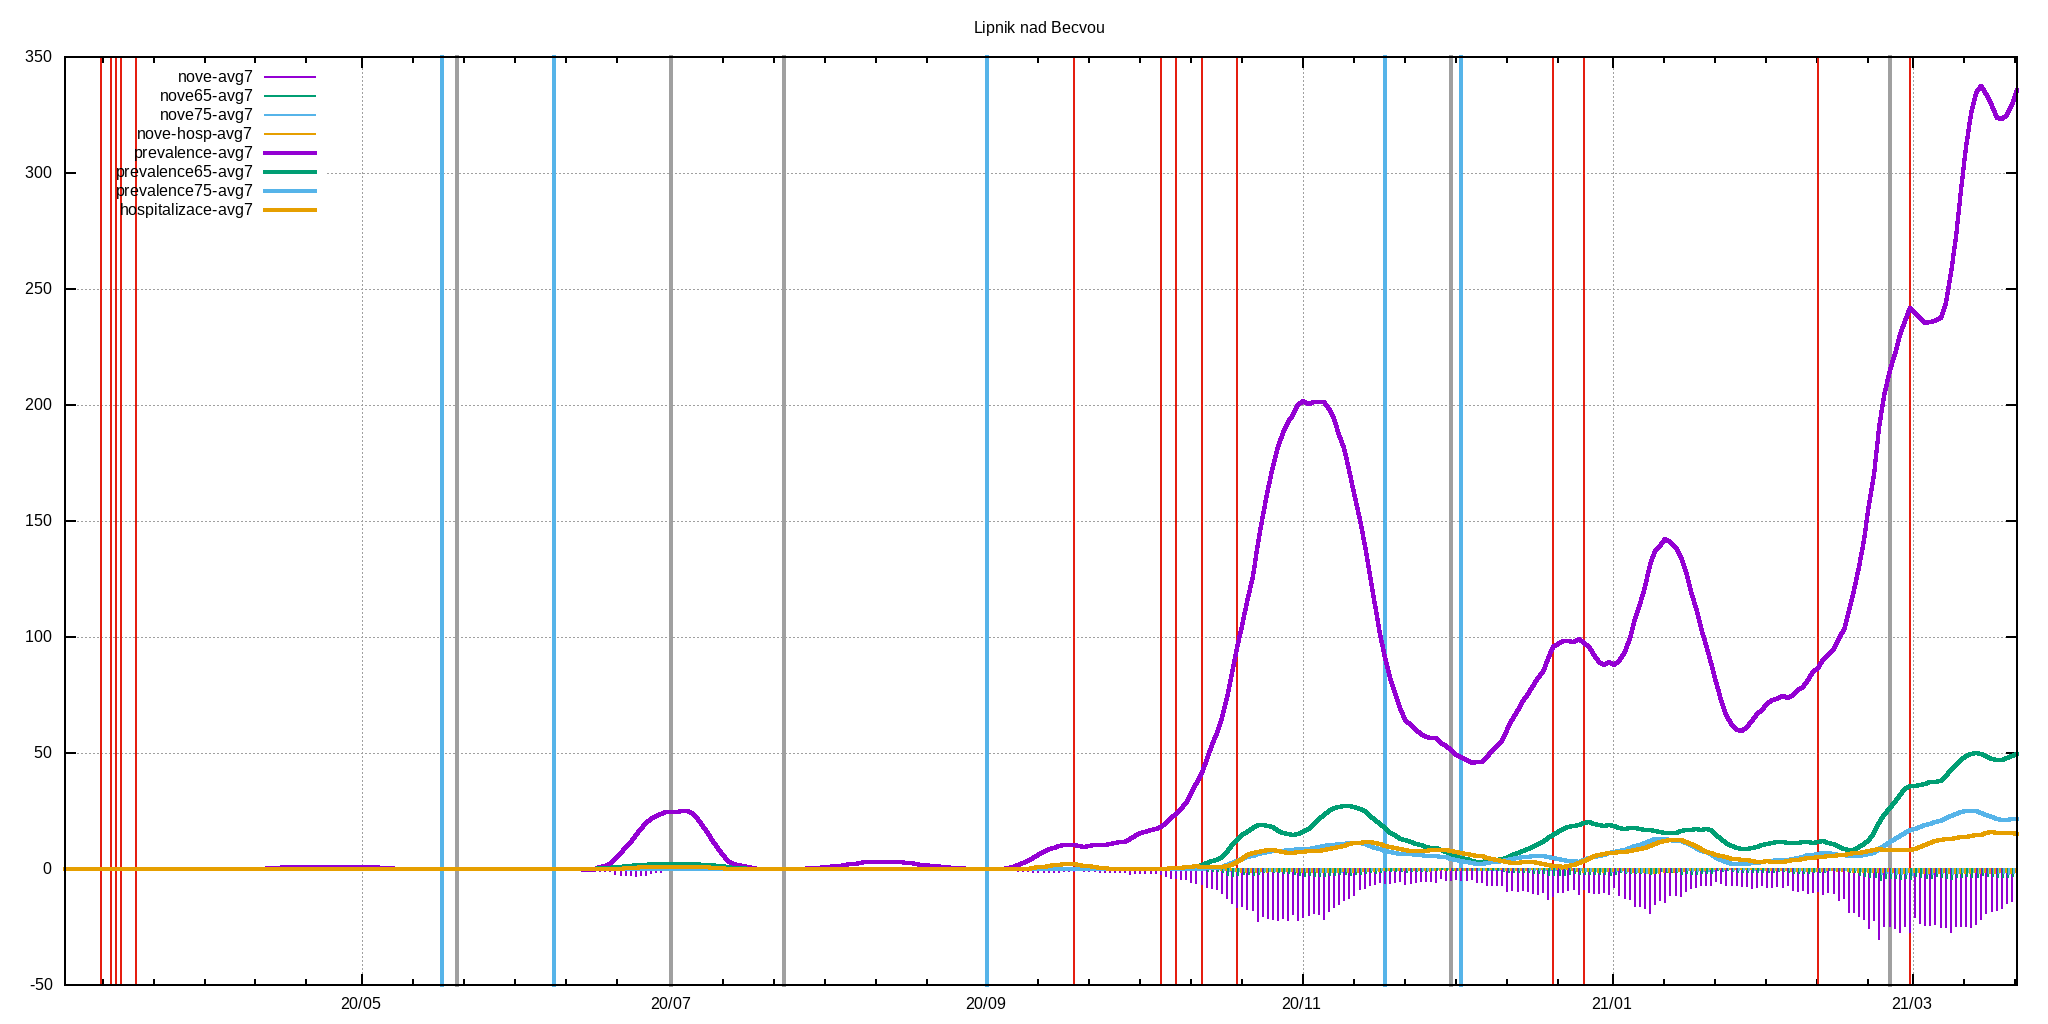 Lipnik nad Becvou
350
300
250
200
150
100
50
0
-50
nove-avg7
nove65-avg7
nove75-avg7
nove-hosp-avg7
prevalence-avg7
prevalence65-avg7
prevalence75-avg7
hospitalizace-avg7
20/05
20/07
20/09
20/11
21/01
21/03